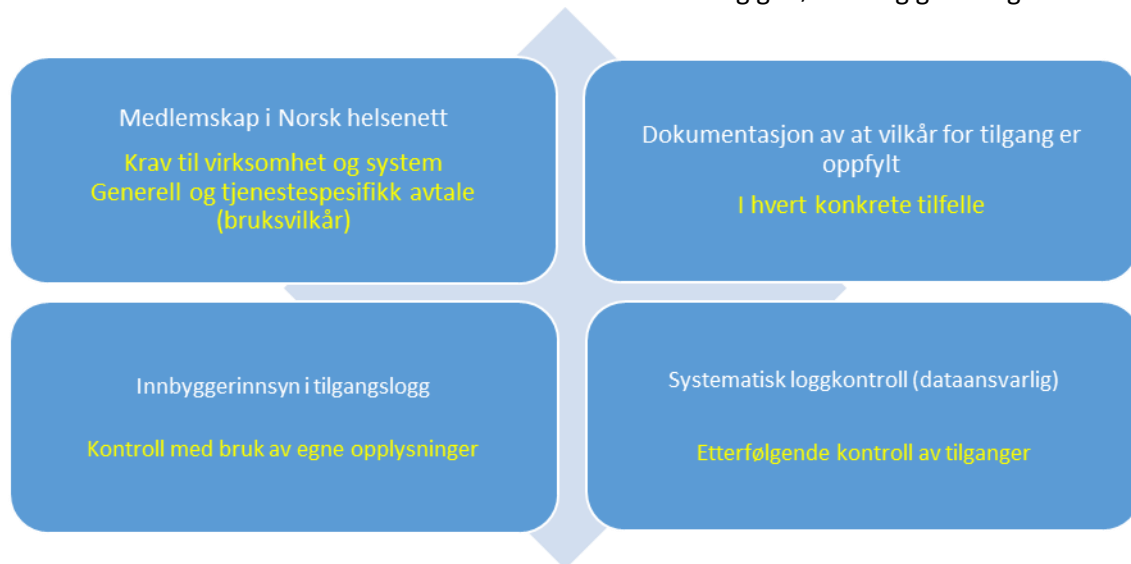 Medlemskap i Norsk helsenett
Krav til virksomhet og system
Generell og tjenestespesifikk avtale
(bruksvilkår)
Dokumentasjon av at vilkår for tilgang er
oppfylt
I hvert konkrete tilfelle
Innbyggerinnsyn i tilgangslogg
Kontroll med bruk av egne opplysninger
Systematisk loggkontroll (dataansvarlig)
Etterfølgende kontroll av tilganger